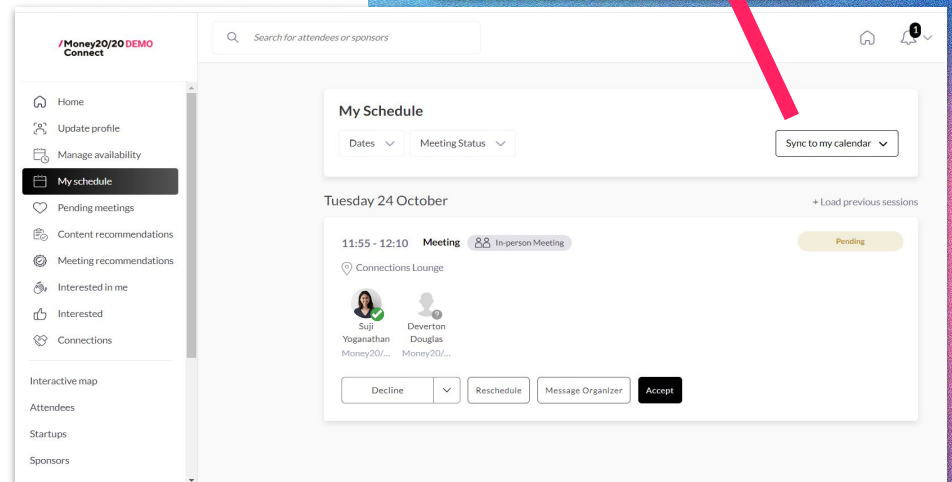 /Money20/20 DEMO
Connect
Search for attendees or sponsors
1
Home
Update profile
Manage availability
My schedule
Pending meetings
Content recommendations
Meeting recommendations
Interested in me
Interested
Connections
Interactive map
Attendees
Startups
Sponsors
My Schedule
Dates
Meeting Status
Sync to my calendar
Tuesday 24 October
+ Load previous sessions
11:55 - 12:10 Meeting In-person Meeting
Pending
Connections Lounge
?
Suji
Yoganathan
Money20/...
Deverton
Douglas
Money20/...
Decline
Reschedule
Message Organizer
Accept